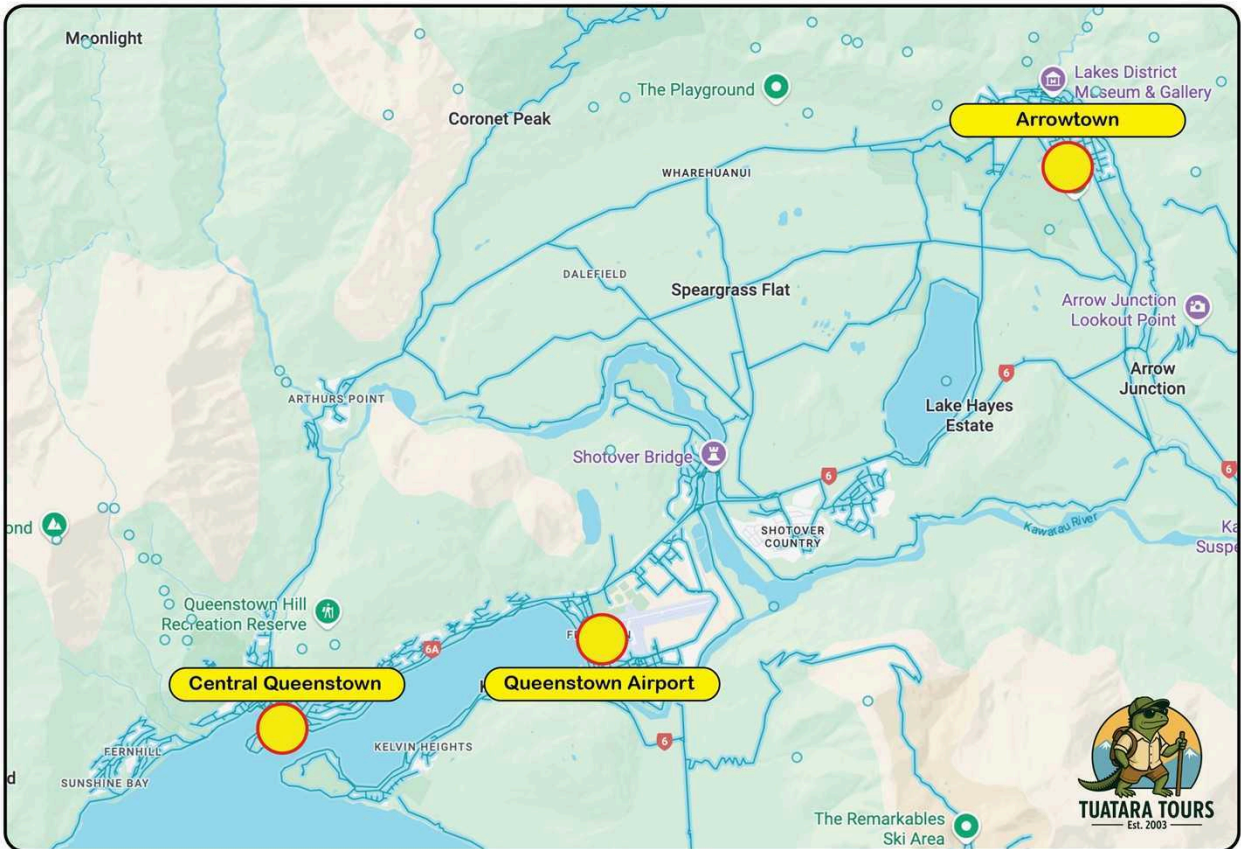 Moonlight
Coronet Peak
The Playground
Lakes District
Museum & Gallery
Arrowtown
WHAREHUANUI
DALEFIELD
Speargrass Flat
Arrow Junction
Lookout Point
6
Arrow
Junction
ARTHURS POINT
Lake Hayes
Estate
Shotover Bridge
6
6
ond
SHOTOVER
COUNTRY
Kawarau River
Ka
Suspe
Queenstown Hill
Recreation Reserve
6A
Central Queenstown
Queenstown Airport
6
KELVIN HEIGHTS
FERNHILL
SUNSHINE BAY
d
The Remarkables
Ski Area
TUATARA TOURS
Est. 2003